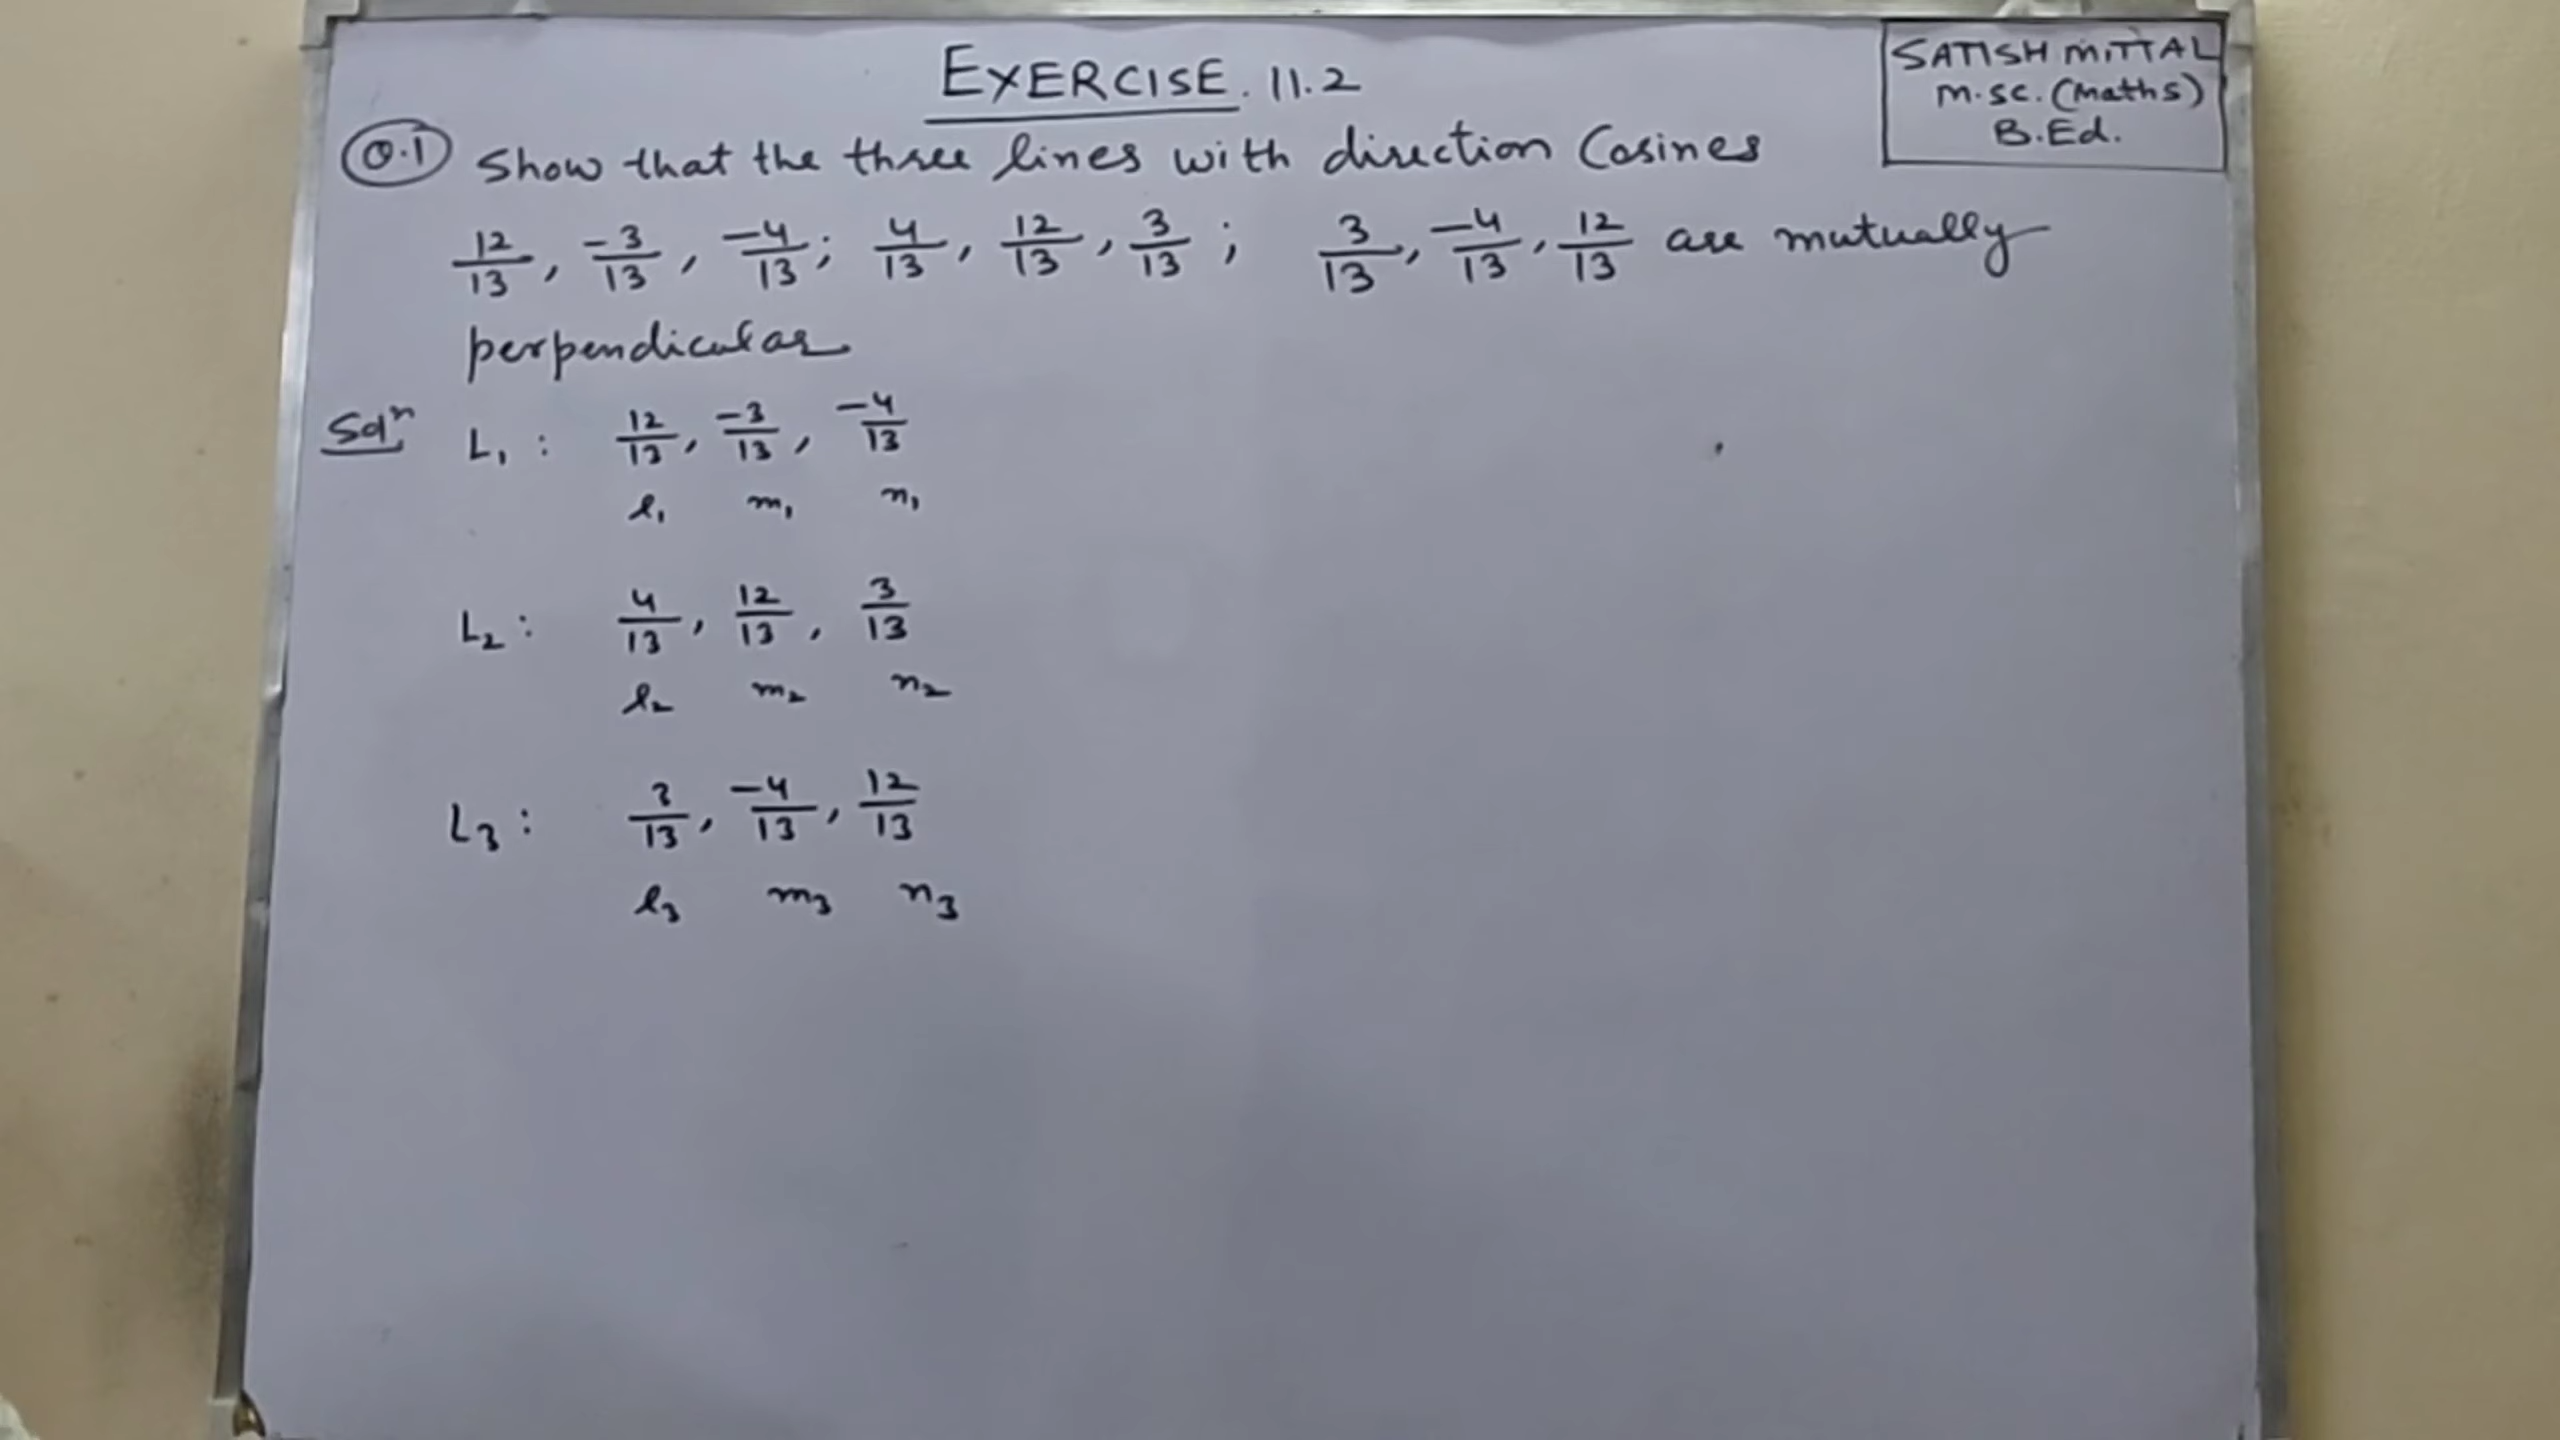 EXERCISE. 11.2
SATISH MITTAL
M.SC. (Maths)
B.Ed.
Q.1 Show that the three lines with direction Cosines
12/13, -3/13, -4/13; 4/13, 12/13, 3/13; 3/13, -4/13, 12/13 are mutually
perpendicular
Solⁿ L₁ : 12/13, -3/13, -4/13
l₁ m₁ n₁
L₂ : 4/13, 12/13, 3/13
l₂ m₂ n₂
L₃ : 3/13, -4/13, 12/13
l₃ m₃ n₃